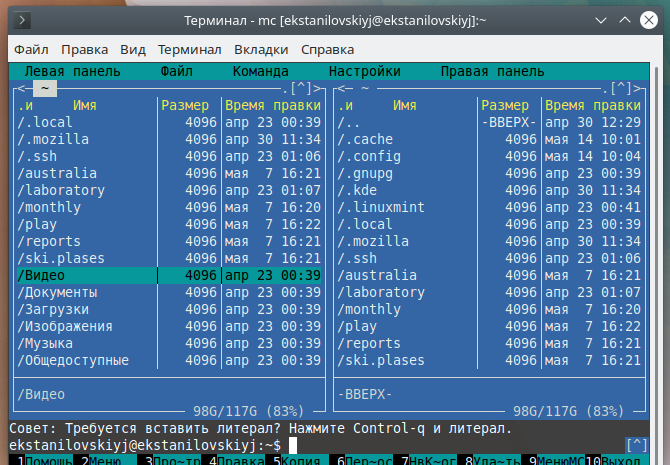 Терминал - mc [ekstanilovskiyj@ekstanilovskiyj]:~
Файл Правка Вид Терминал Вкладки Справка
Левая панель Файл Команда Настройки Правая панель
<─ ~ .[^]> <─ ~ .[^]>
.и Имя Размер Время правки .и Имя Размер Время правки
/.local 4096 апр 23 00:39 /.. -ВВЕРХ- апр 30 12:29
/.mozilla 4096 апр 30 11:34 /.cache 4096 мая 14 10:01
/.ssh 4096 апр 23 01:06 /.config 4096 мая 14 10:04
/australia 4096 мая 7 16:21 /.gnupg 4096 апр 23 00:39
/laboratory 4096 апр 23 01:07 /.kde 4096 апр 30 11:34
/monthly 4096 мая 7 16:20 /.linuxmint 4096 апр 23 00:41
/play 4096 мая 7 16:22 /.local 4096 апр 23 00:39
/reports 4096 мая 7 16:21 /.mozilla 4096 апр 30 11:34
/ski.plases 4096 мая 7 16:21 /.ssh 4096 апр 23 01:06
/Видео 4096 апр 23 00:39 /australia 4096 мая 7 16:21
/Документы 4096 апр 23 00:39 /laboratory 4096 апр 23 01:07
/Загрузки 4096 апр 23 00:39 /monthly 4096 мая 7 16:20
/Изображения 4096 апр 23 00:39 /play 4096 мая 7 16:22
/Музыка 4096 апр 23 00:39 /reports 4096 мая 7 16:21
/Общедоступные 4096 апр 23 00:39 /ski.plases 4096 мая 7 16:21
/Видео -ВВЕРХ-
98G/117G (83%) 98G/117G (83%)
Совет: Требуется вставить литерал? Нажмите Control-q и литерал.
ekstanilovskiyj@ekstanilovskiyj:~$ [^]
1Помощь 2Меню 3Про~тр 4Правка 5Копия 6Пер~ос 7НвК~ог 8Уда~ть 9МенюМС 10Выход